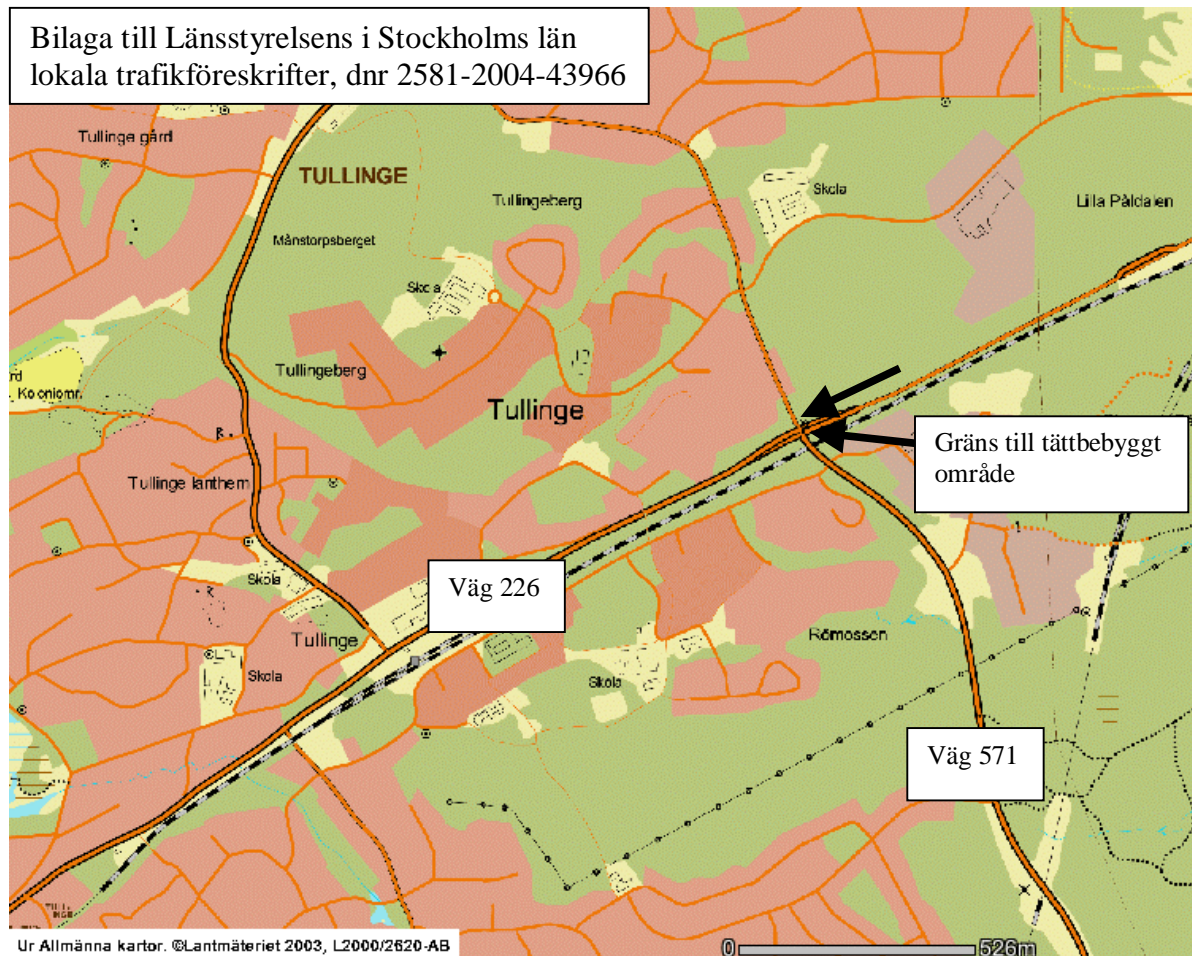 Bilaga till Länsstyrelsens i Stockholms län
lokala trafikföreskrifter, dnr 2581-2004-43966
Tullinge gård
TULLINGE
Tullingeberg
Skola
Lilla Påldalen
Månstorpsberget
Skola
Tullingeberg
Koloniomr.
Tullinge
Gräns till tättbebyggt
område
Tullinge lanthem
Väg 226
Skola
Tullinge
Römossen
Skola
Skola
Väg 571
Ur Allmänna kartor. ©Lantmäteriet 2003, L2000/2620-AB
0 526m